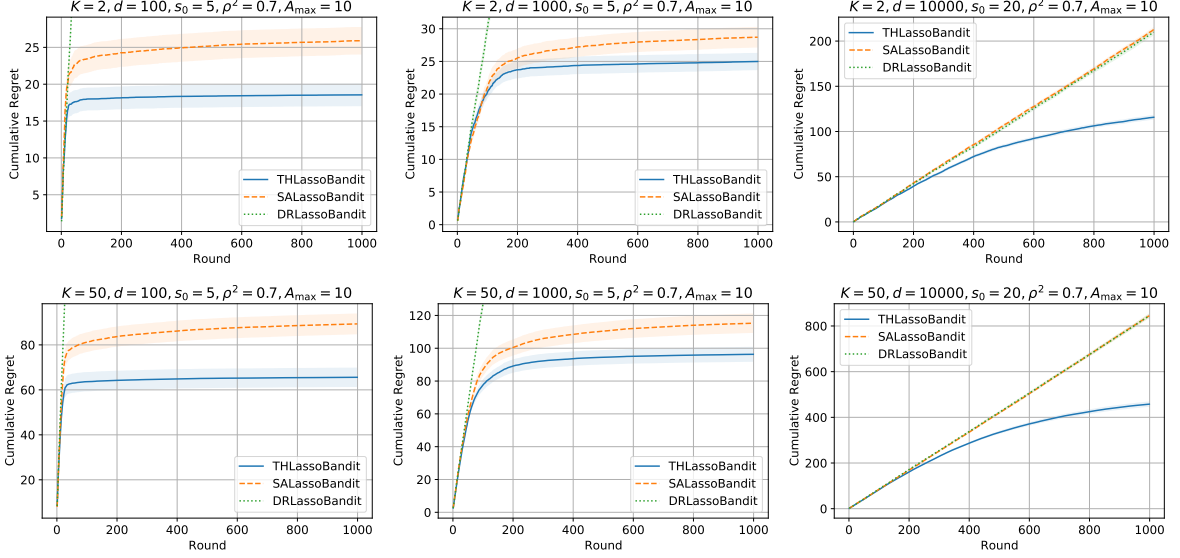 K = 2, d = 100, s₀ = 5, ρ² = 0.7, A_max = 10
Cumulative Regret
25
20
15
10
5
THLassoBandit
SALassoBandit
DRLassoBandit
0 200 400 600 800 1000
Round
K = 2, d = 1000, s₀ = 5, ρ² = 0.7, A_max = 10
Cumulative Regret
30
25
20
15
10
5
0
THLassoBandit
SALassoBandit
DRLassoBandit
0 200 400 600 800 1000
Round
K = 2, d = 10000, s₀ = 20, ρ² = 0.7, A_max = 10
Cumulative Regret
THLassoBandit
SALassoBandit
DRLassoBandit
200
150
100
50
0
0 200 400 600 800 1000
Round
K = 50, d = 100, s₀ = 5, ρ² = 0.7, A_max = 10
Cumulative Regret
80
60
40
20
THLassoBandit
SALassoBandit
DRLassoBandit
0 200 400 600 800 1000
Round
K = 50, d = 1000, s₀ = 5, ρ² = 0.7, A_max = 10
Cumulative Regret
120
100
80
60
40
20
0
THLassoBandit
SALassoBandit
DRLassoBandit
0 200 400 600 800 1000
Round
K = 50, d = 10000, s₀ = 20, ρ² = 0.7, A_max = 10
Cumulative Regret
THLassoBandit
SALassoBandit
DRLassoBandit
800
600
400
200
0
0 200 400 600 800 1000
Round